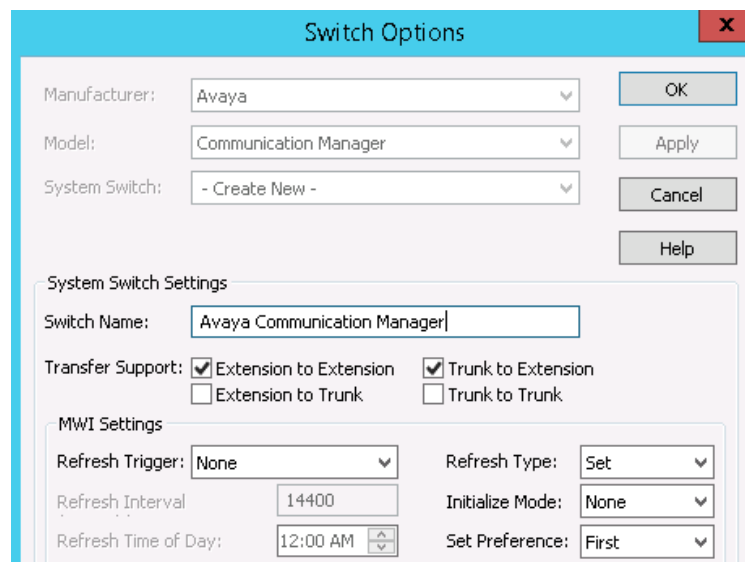 Switch Options
X
Manufacturer: Avaya OK
Model: Communication Manager Apply
System Switch: - Create New - Cancel
Help
System Switch Settings
Switch Name: Avaya Communication Manager
Transfer Support: Extension to Extension Trunk to Extension
Extension to Trunk Trunk to Trunk
MWI Settings
Refresh Trigger: None Refresh Type: Set
Refresh Interval 14400 Initialize Mode: None
Refresh Time of Day: 12:00 AM Set Preference: First